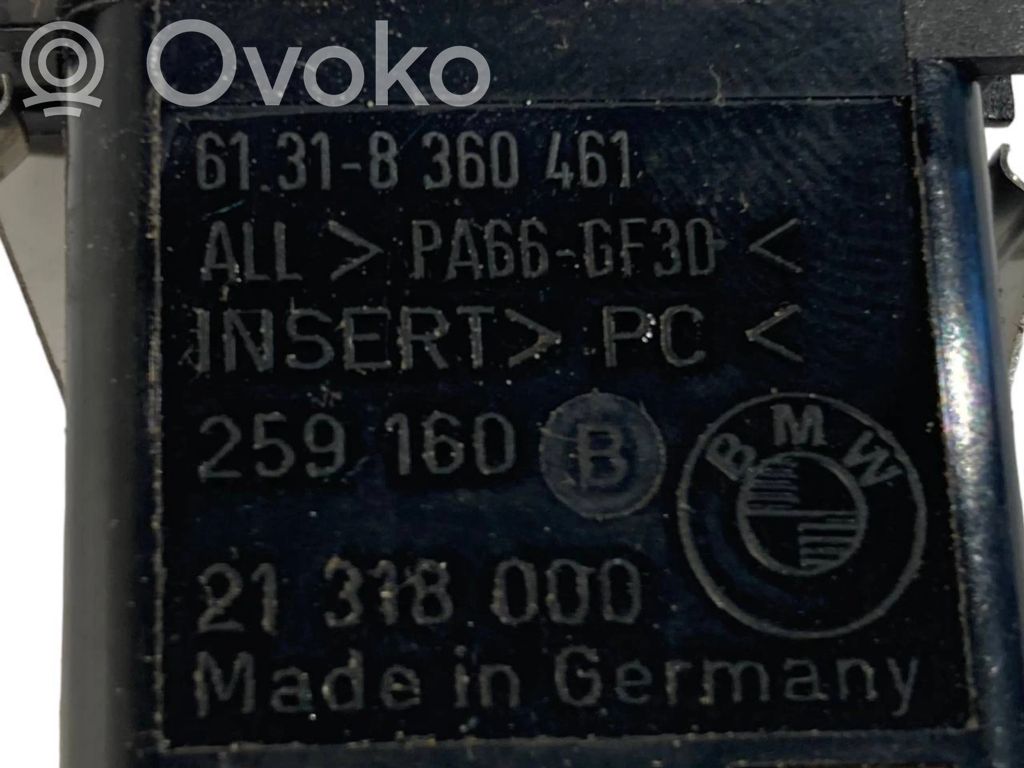 Ovoko
61.31-8 360 461
ALL > PA66-GF30 <
INSERT> PC <
259 160 B
BMW
21 318 000
Made in Germany